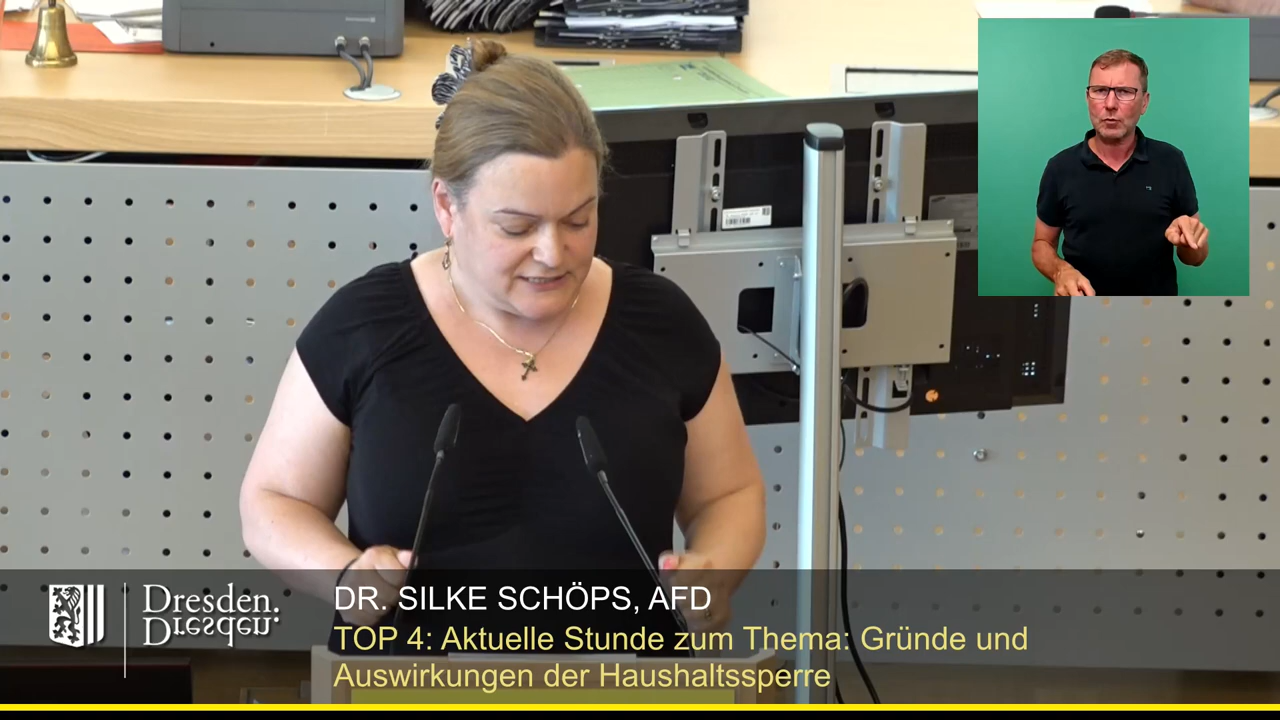 DR. SILKE SCHÖPS, AFD
Dresden.
Dresden.
TOP 4: Aktuelle Stunde zum Thema: Gründe und
Auswirkungen der Haushaltssperre